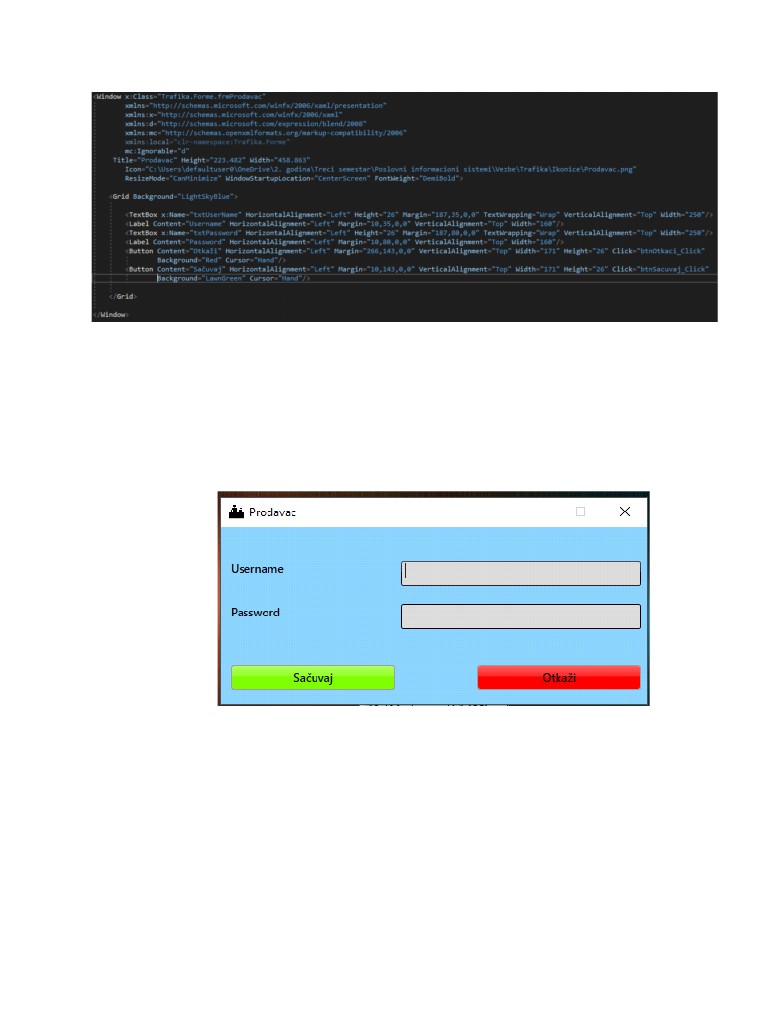 <Window x:Class="Trafika.Forme.frmProdavac"
xmlns="http://schemas.microsoft.com/winfx/2006/xaml/presentation"
xmlns:x="http://schemas.microsoft.com/winfx/2006/xaml"
xmlns:d="http://schemas.microsoft.com/expression/blend/2008"
xmlns:mc="http://schemas.openxmlformats.org/markup-compatibility/2006"
xmlns:local="clr-namespace:Trafika.Forme"
mc:Ignorable="d"
Title="Prodavac" Height="223.482" Width="458.863"
Icon="C:\Users\defaultuser0\OneDrive\2. godina\Treci semestar\Poslovni informacioni sistemi\Vezbe\Trafika\Ikonice\Prodavac.png"
ResizeMode="CanMinimize" WindowStartupLocation="CenterScreen" FontWeight="DemiBold">
<Grid Background="LightSkyBlue">
<TextBox x:Name="txtUserName" HorizontalAlignment="Left" Height="26" Margin="187,35,0,0" TextWrapping="Wrap" VerticalAlignment="Top" Width="250"/>
<Label Content="Username" HorizontalAlignment="Left" Margin="10,35,0,0" VerticalAlignment="Top" Width="160"/>
<TextBox x:Name="txtPassword" HorizontalAlignment="Left" Height="26" Margin="187,80,0,0" TextWrapping="Wrap" VerticalAlignment="Top" Width="250"/>
<Label Content="Password" HorizontalAlignment="Left" Margin="10,80,0,0" VerticalAlignment="Top" Width="160"/>
<Button Content="Otkaži" HorizontalAlignment="Left" Margin="266,143,0,0" VerticalAlignment="Top" Width="171" Height="26" Click="btnOtkaci_Click"
Background="Red" Cursor="Hand"/>
<Button Content="Sačuvaj" HorizontalAlignment="Left" Margin="10,143,0,0" VerticalAlignment="Top" Width="171" Height="26" Click="btnSacuvaj_Click"
Background="LawnGreen" Cursor="Hand"/>
</Grid>
</Window>
Prodavac
Username
Password
Sačuvaj Otkaži